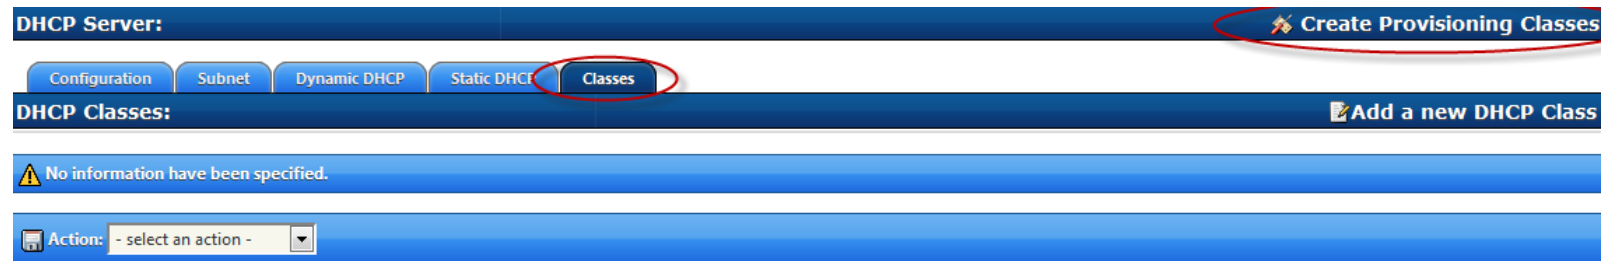 DHCP Server: Create Provisioning Classes
Configuration Subnet Dynamic DHCP Static DHCP Classes
DHCP Classes: Add a new DHCP Class
No information have been specified.
Action: - select an action -